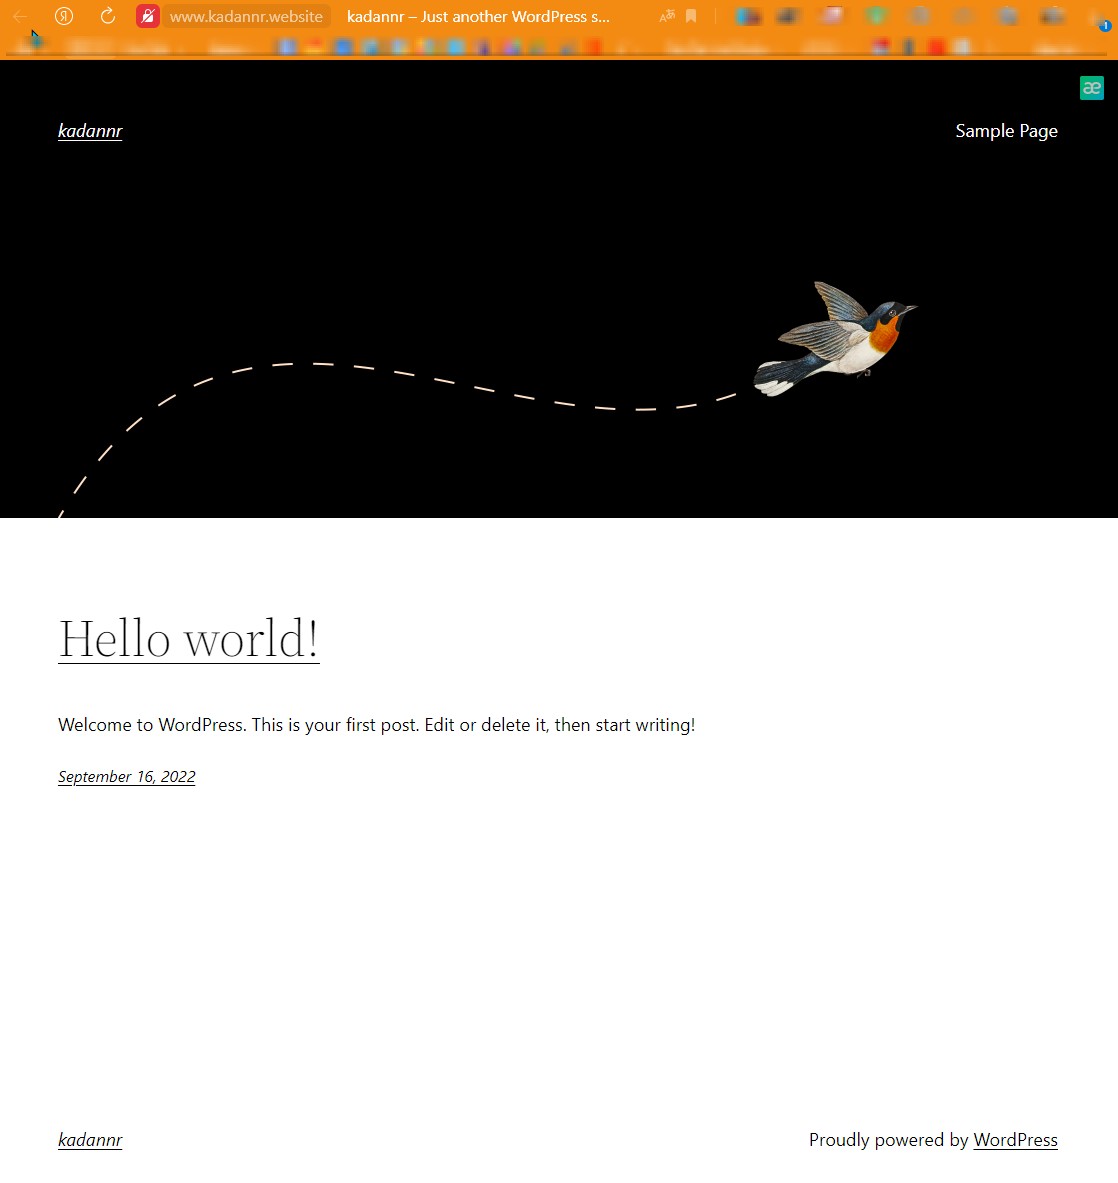 www.kadannr.website kadannr – Just another WordPress s...
1
æ
kadannr Sample Page
Hello world!
Welcome to WordPress. This is your first post. Edit or delete it, then start writing!
September 16, 2022
kadannr Proudly powered by WordPress